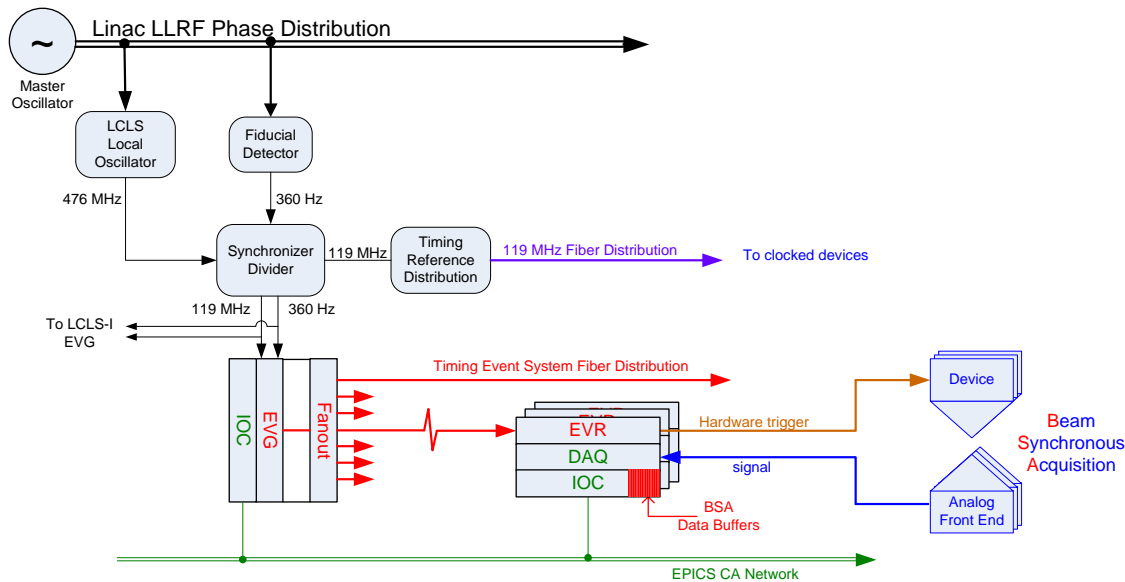 Linac LLRF Phase Distribution
~
Master
Oscillator
LCLS
Local
Oscillator
Fiducial
Detector
476 MHz
360 Hz
Synchronizer
Divider
119 MHz
Timing
Reference
Distribution
119 MHz Fiber Distribution
To clocked devices
119 MHz
360 Hz
To LCLS-I
EVG
IOC
EVG
Fanout
Timing Event System Fiber Distribution
Device
EVR
DAQ
IOC
Hardware trigger
signal
Beam
Synchronous
Acquisition
Analog
Front End
BSA
Data Buffers
EPICS CA Network